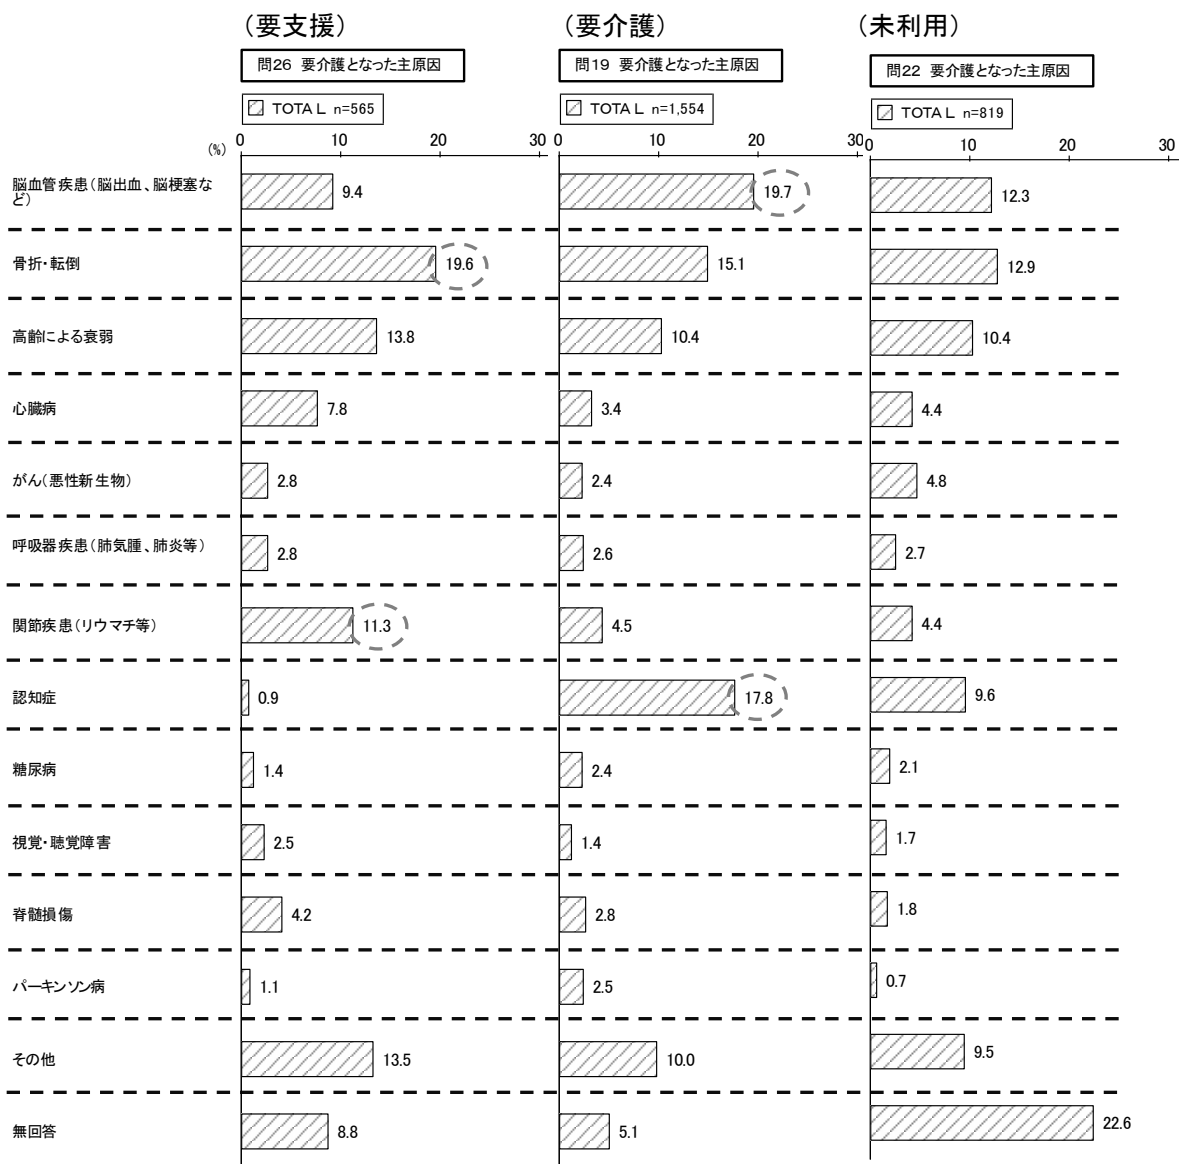 （要支援）
（要介護）
（未利用）
問26 要介護となった主原因
問19 要介護となった主原因
問22 要介護となった主原因
TOTAL n=565
TOTAL n=1,554
TOTAL n=819
(%)
0 10 20 30
0 10 20 30
0 10 20 30
脳血管疾患（脳出血、脳梗塞な
ど）
9.4 19.7 12.3
骨折・転倒 19.6 15.1 12.9
高齢による衰弱 13.8 10.4 10.4
心臓病 7.8 3.4 4.4
がん（悪性新生物） 2.8 2.4 4.8
呼吸器疾患（肺気腫、肺炎等） 2.8 2.6 2.7
関節疾患（リウマチ等） 11.3 4.5 4.4
認知症 0.9 17.8 9.6
糖尿病 1.4 2.4 2.1
視覚・聴覚障害 2.5 1.4 1.7
脊髄損傷 4.2 2.8 1.8
パーキンソン病 1.1 2.5 0.7
その他 13.5 10.0 9.5
無回答 8.8 5.1 22.6